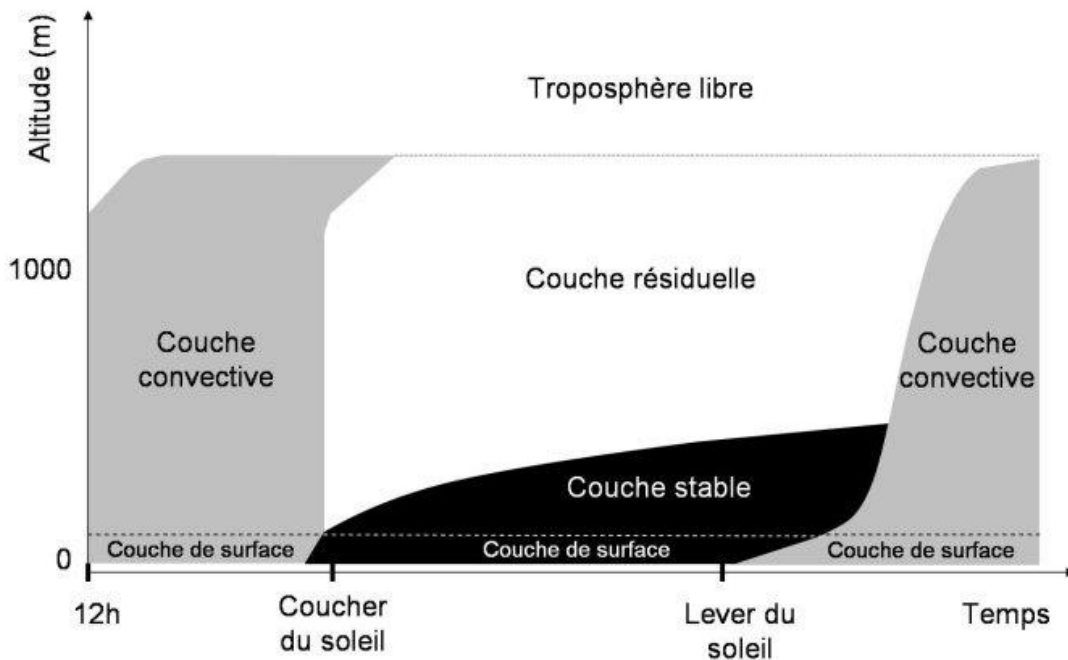 Altitude (m)
Troposphère libre
1000
Couche résiduelle
Couche
convective
Couche
convective
Couche stable
Couche de surface
Couche de surface
Couche de surface
0
12h
Coucher
du soleil
Lever du
soleil
Temps